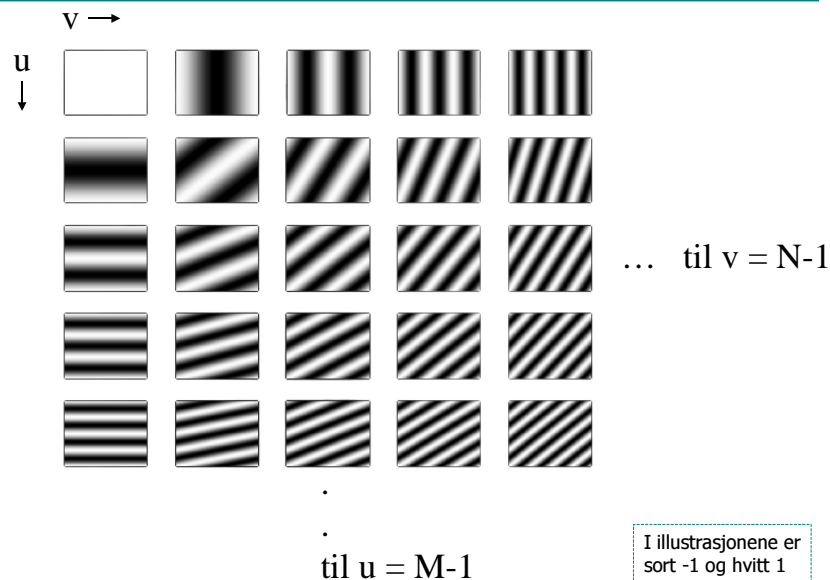 v →
u
↓
… til v = N-1
.
.
til u = M-1
I illustrasjonene er
sort -1 og hvitt 1